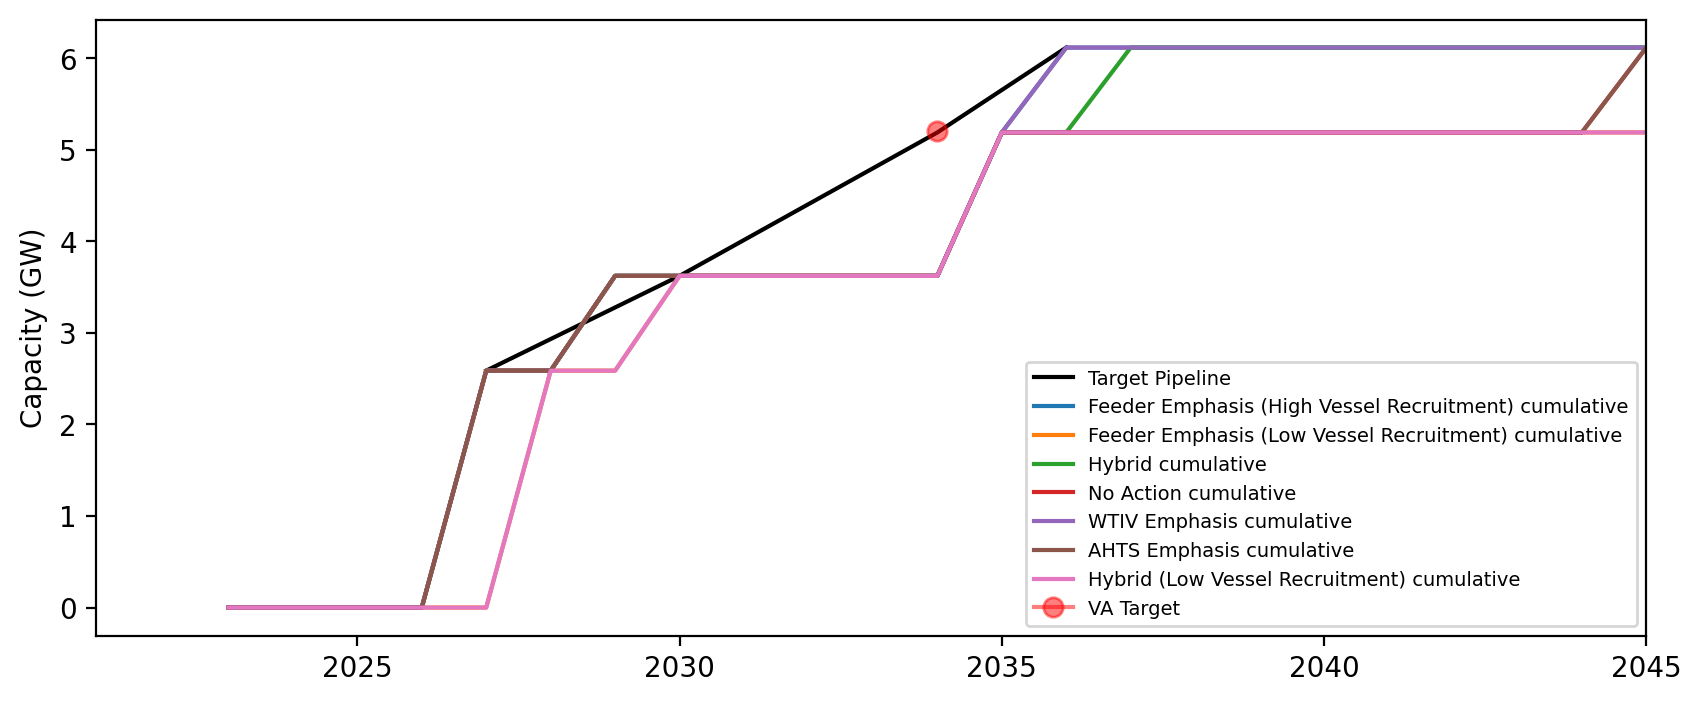 Capacity (GW)
6
5
4
3
2
1
0
2025
2030
2035
2040
2045
Target Pipeline
Feeder Emphasis (High Vessel Recruitment) cumulative
Feeder Emphasis (Low Vessel Recruitment) cumulative
Hybrid cumulative
No Action cumulative
WTIV Emphasis cumulative
AHTS Emphasis cumulative
Hybrid (Low Vessel Recruitment) cumulative
VA Target